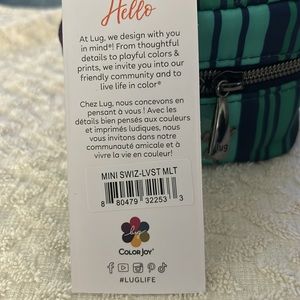 Hello
At Lug, we design with you
in mind®! From thoughtful
details to playful colors &
prints, we invite you into our
friendly community and to
live life in color®
Chez Lug, nous concevons en
pensant à vous ! Avec les
détails bien pensés aux couleurs
et imprimés ludiques, nous
vous invitons dans notre
communauté amicale et à
vivre la vie en couleur!
MINI SWIZ-LVST MLT
8 80479 32253 3
lug
COLOR JOY
#LUGLIFE
lug